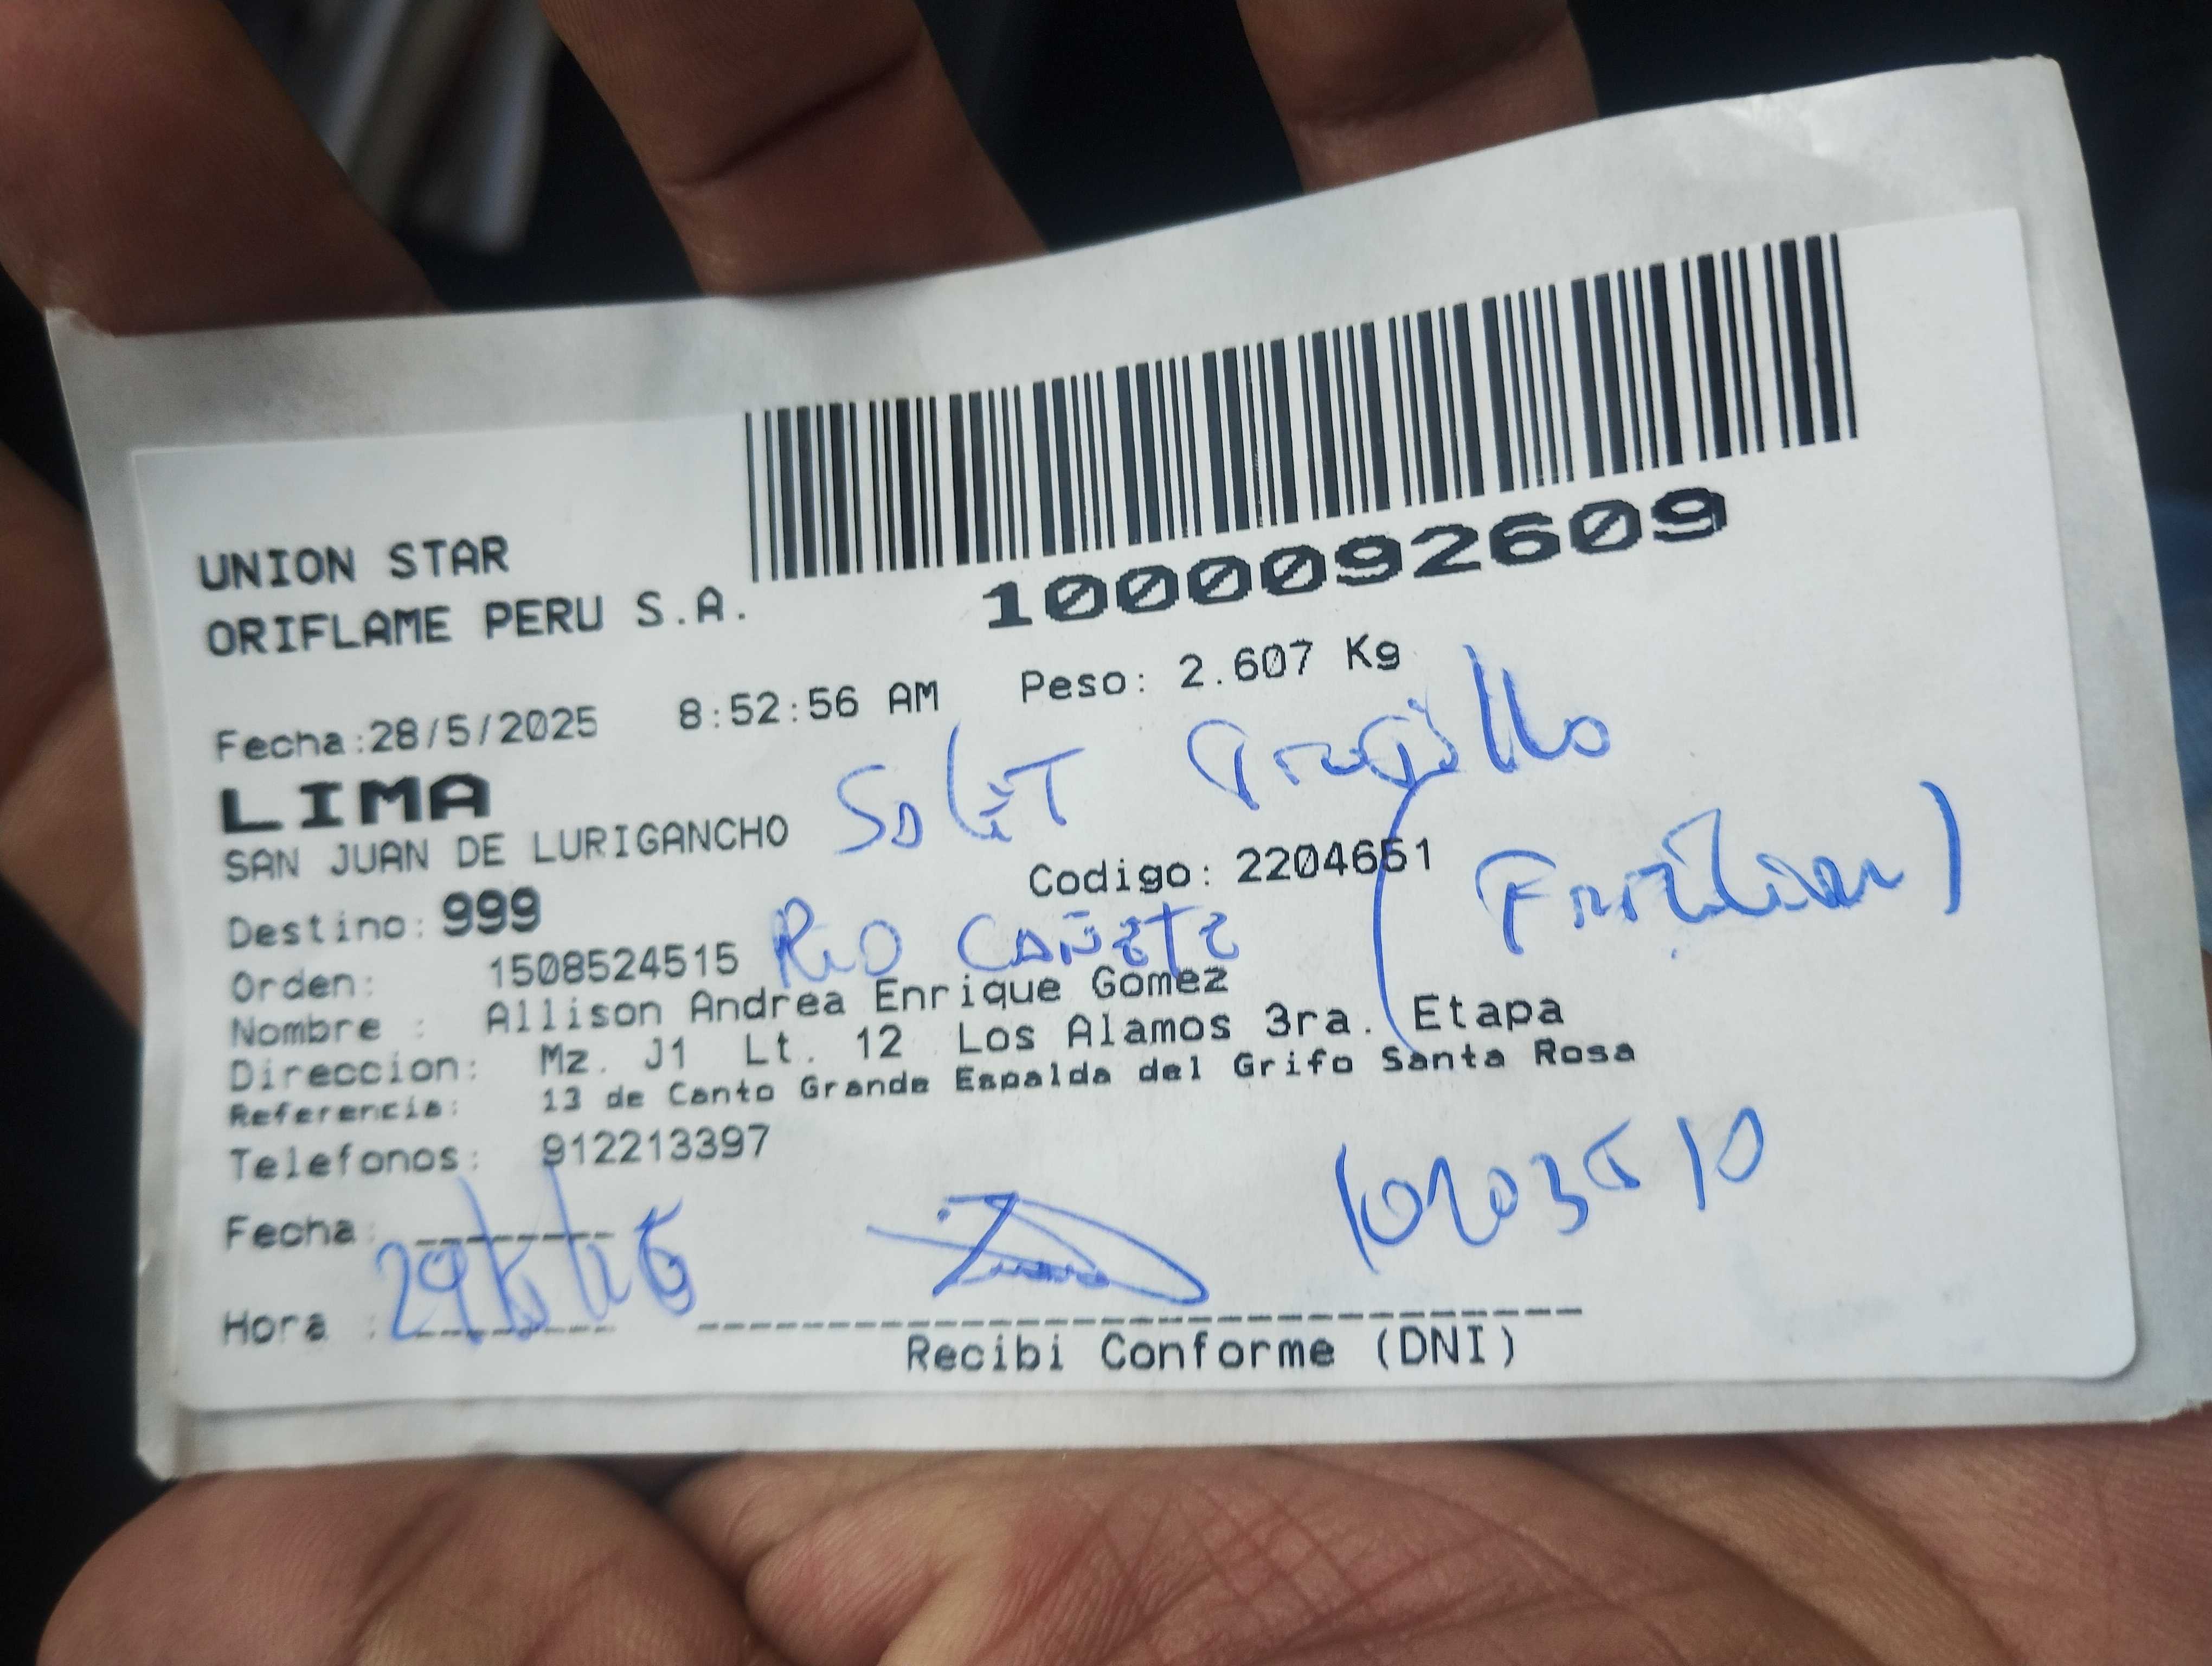 1000092609
UNION STAR
ORIFLAME PERU S.A.
Fecha:28/5/2025 8:52:56 AM Peso: 2.607 Kg
LIMA
SAN JUAN DE LURIGANCHO
Codigo: 2204651
Destino: 999
Orden: 1508524515
RIO CAÑETE
Nombre : Allison Andrea Enrique Gomez
Direccion: Mz. J1 Lt. 12 Los Alamos 3ra. Etapa
Referencia: 13 de Canto Grande Espalda del Grifo Santa Rosa
Telefonos: 912213397
Fecha:
Hora :
Recibi Conforme (DNI)